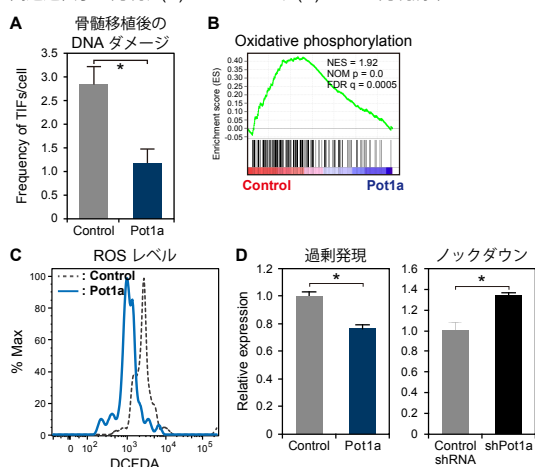 A
骨髄移植後の
DNA ダメージ
Frequency of TIFs/cell
3.5
3.0
2.5
2.0
1.5
1.0
0.5
0
*
Control
Pot1a
B
Oxidative phosphorylation
Enrichment score (ES)
0.40
0.35
0.30
0.25
0.20
0.15
0.10
0.05
0.00
-0.05
NES = 1.92
NOM p = 0.0
FDR q = 0.0005
Control
Pot1a
C
ROS レベル
% Max
100
80
60
40
20
0
: Control
: Pot1a
0
10²
10³
10⁴
10⁵
DCFDA
D
過剰発現
Relative expression
1.2
1.0
0.8
0.6
0.4
0.2
0
*
Control
Pot1a
ノックダウン
1.6
1.4
1.2
1.0
0.8
0.6
0.4
0.2
0
*
Control
shRNA
shPot1a